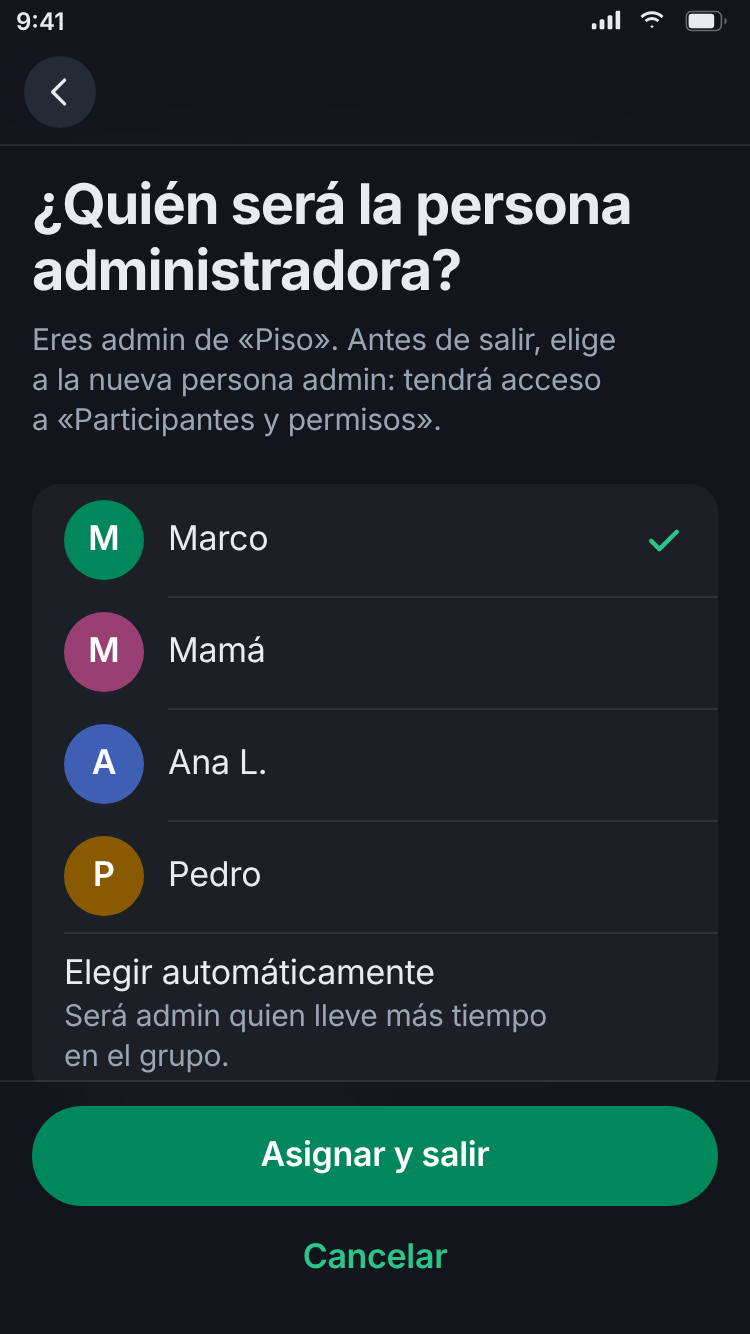 9:41
¿Quién será la persona
administradora?
Eres admin de «Piso». Antes de salir, elige
a la nueva persona admin: tendrá acceso
a «Participantes y permisos».
M Marco
M Mamá
A Ana L.
P Pedro
Elegir automáticamente
Será admin quien lleve más tiempo
en el grupo.
Asignar y salir
Cancelar